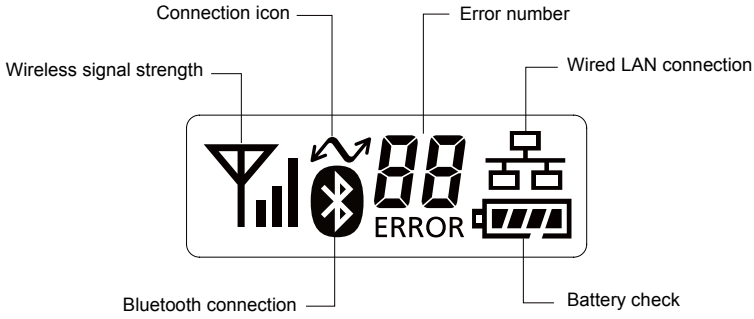 Connection icon
Error number
Wireless signal strength
Wired LAN connection
88
ERROR
Bluetooth connection
Battery check